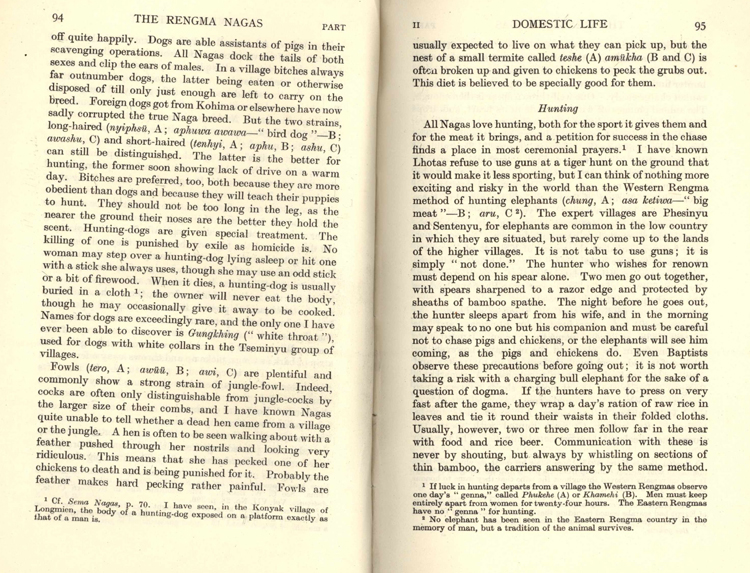 94 THE RENGMA NAGAS PART
off quite happily. Dogs are able assistants of pigs in their
scavenging operations. All Nagas dock the tails of both
sexes and clip the ears of males. In a village bitches always
far outnumber dogs, the latter being eaten or otherwise
disposed of till only just enough are left to carry on the
breed. Foreign dogs got from Kohima or elsewhere have now
sadly corrupted the true Naga breed. But the two strains,
long-haired (nyiphsü, A; aphuwa awawa—“ bird dog ”—B;
awashu, C) and short-haired (tenhyi, A; aphu, B; ashu, C)
can still be distinguished. The latter is the better for
hunting, the former soon showing lack of drive on a warm
day. Bitches are preferred, too, both because they are more
obedient than dogs and because they will teach their puppies
to hunt. They should not be too long in the leg, as the
nearer the ground their noses are the better they hold the
scent. Hunting-dogs are given special treatment. The
killing of one is punished by exile as homicide is. No
woman may step over a hunting-dog lying asleep or hit one
with a stick she always uses, though she may use an odd stick
or a bit of firewood. When it dies, a hunting-dog is usually
buried in a cloth ¹; the owner will never eat the body,
though he may occasionally give it away to be cooked.
Names for dogs are exceedingly rare, and the only one I have
ever been able to discover is Gungkhing (“ white throat ”),
used for dogs with white collars in the Tseminyu group of
villages.
Fowls (tero, A; awüü, B; awi, C) are plentiful and
commonly show a strong strain of jungle-fowl. Indeed,
cocks are often only distinguishable from jungle-cocks by
the larger size of their combs, and I have known Nagas
quite unable to tell whether a dead hen came from a village
or the jungle. A hen is often to be seen walking about with a
feather pushed through her nostrils and looking very
ridiculous. This means that she has pecked one of her
chickens to death and is being punished for it. Probably the
feather makes hard pecking rather painful. Fowls are
¹ Cf. Sema Nagas, p. 70. I have seen, in the Konyak village of
Longmien, the body of a hunting-dog exposed on a platform exactly as
that of a man is.
II DOMESTIC LIFE 95
usually expected to live on what they can pick up, but the
nest of a small termite called teshe (A) amükha (B and C) is
often broken up and given to chickens to peck the grubs out.
This diet is believed to be specially good for them.
Hunting
All Nagas love hunting, both for the sport it gives them and
for the meat it brings, and a petition for success in the chase
finds a place in most ceremonial prayers.¹ I have known
Lhotas refuse to use guns at a tiger hunt on the ground that
it would make it less sporting, but I can think of nothing more
exciting and risky in the world than the Western Rengma
method of hunting elephants (chung, A; asa ketiwa—“ big
meat ”—B; aru, C ²). The expert villages are Phesinyu
and Sentenyu, for elephants are common in the low country
in which they are situated, but rarely come up to the lands
of the higher villages. It is not tabu to use guns; it is
simply “ not done.” The hunter who wishes for renown
must depend on his spear alone. Two men go out together,
with spears sharpened to a razor edge and protected by
sheaths of bamboo spathe. The night before he goes out,
the hunter sleeps apart from his wife, and in the morning
may speak to no one but his companion and must be careful
not to chase pigs and chickens, or the elephants will see him
coming, as the pigs and chickens do. Even Baptists
observe these precautions before going out; it is not worth
taking a risk with a charging bull elephant for the sake of a
question of dogma. If the hunters have to press on very
fast after the game, they wrap a day's ration of raw rice in
leaves and tie it round their waists in their folded cloths.
Usually, however, two or three men follow far in the rear
with food and rice beer. Communication with these is
never by shouting, but always by whistling on sections of
thin bamboo, the carriers answering by the same method.
¹ If luck in hunting departs from a village the Western Rengmas observe
one day's “ genna,” called Phukehe (A) or Khamehi (B). Men must keep
entirely apart from women for twenty-four hours. The Eastern Rengmas
have no “ genna ” for hunting.
² No elephant has been seen in the Eastern Rengma country in the
memory of man, but a tradition of the animal survives.